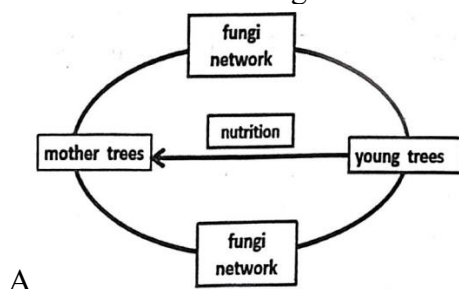 fungi
network
nutrition
mother trees
young trees
fungi
network
A